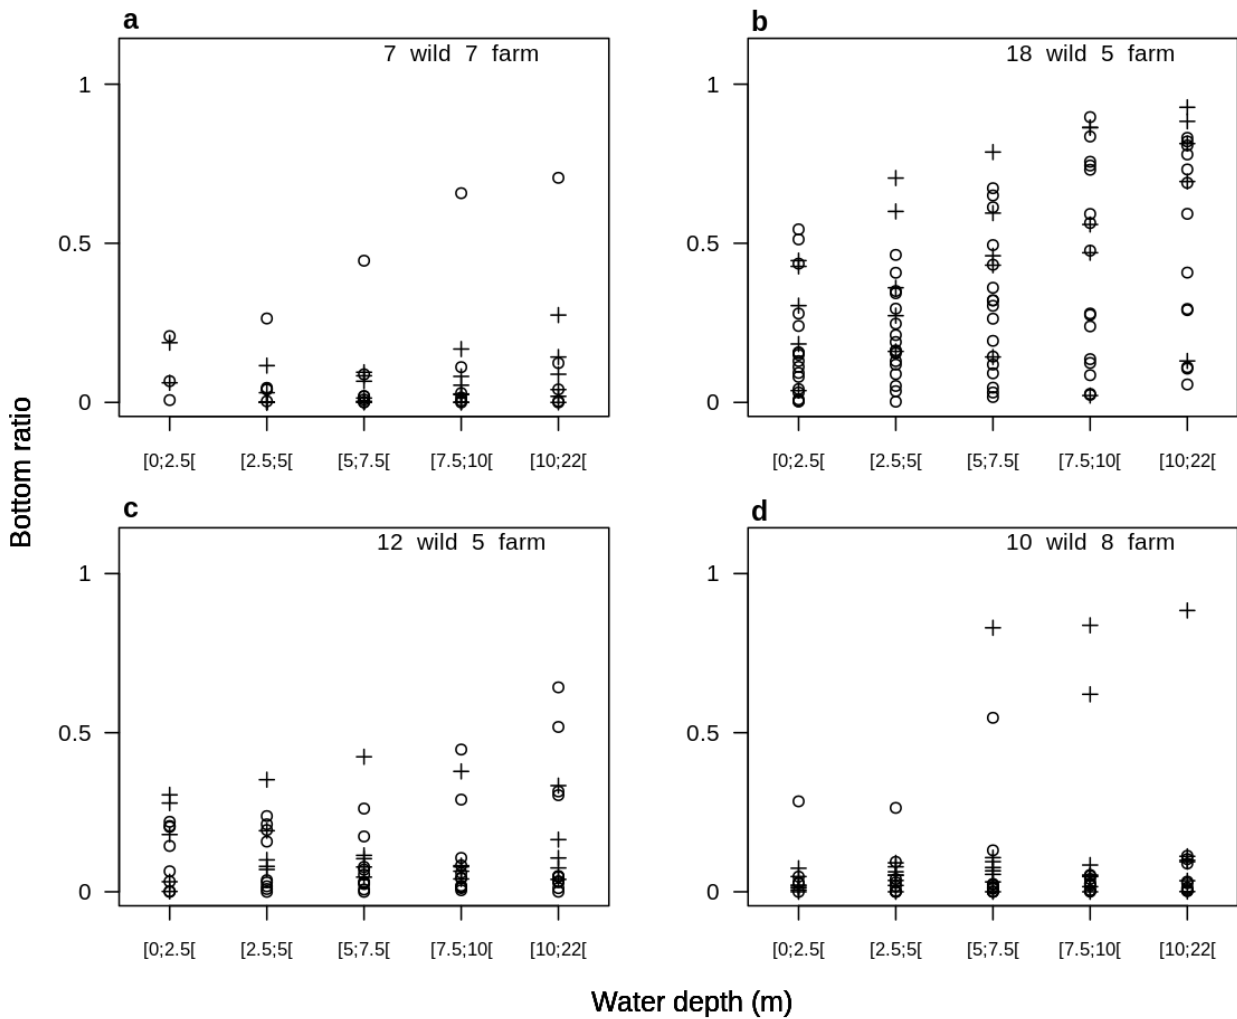 a
7 wild 7 farm
1
0.5
0
[0;2.5[ [2.5;5[ [5;7.5[ [7.5;10[ [10;22[
b
18 wild 5 farm
1
0.5
0
[0;2.5[ [2.5;5[ [5;7.5[ [7.5;10[ [10;22[
c
12 wild 5 farm
1
0.5
0
[0;2.5[ [2.5;5[ [5;7.5[ [7.5;10[ [10;22[
d
10 wild 8 farm
1
0.5
0
[0;2.5[ [2.5;5[ [5;7.5[ [7.5;10[ [10;22[
Bottom ratio
Water depth (m)